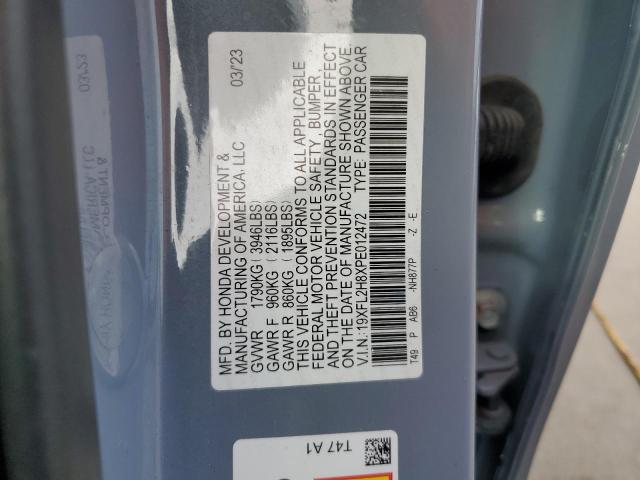 03/'23
MFD. BY HONDA DEVELOPMENT &
MANUFACTURING OF AMERICA, LLC
GVWR 1790KG ( 3946LBS)
GAWR F 960KG ( 2116LBS)
GAWR R 860KG ( 1895LBS)
THIS VEHICLE CONFORMS TO ALL APPLICABLE
FEDERAL MOTOR VEHICLE SAFETY, BUMPER,
AND THEFT PREVENTION STANDARDS IN EFFECT
ON THE DATE OF MANUFACTURE SHOWN ABOVE.
V.I.N.:19XFL2H8XPE012472 TYPE: PASSENGER CAR
T49 P AB6 -NH877P -Z -E
T47 A1